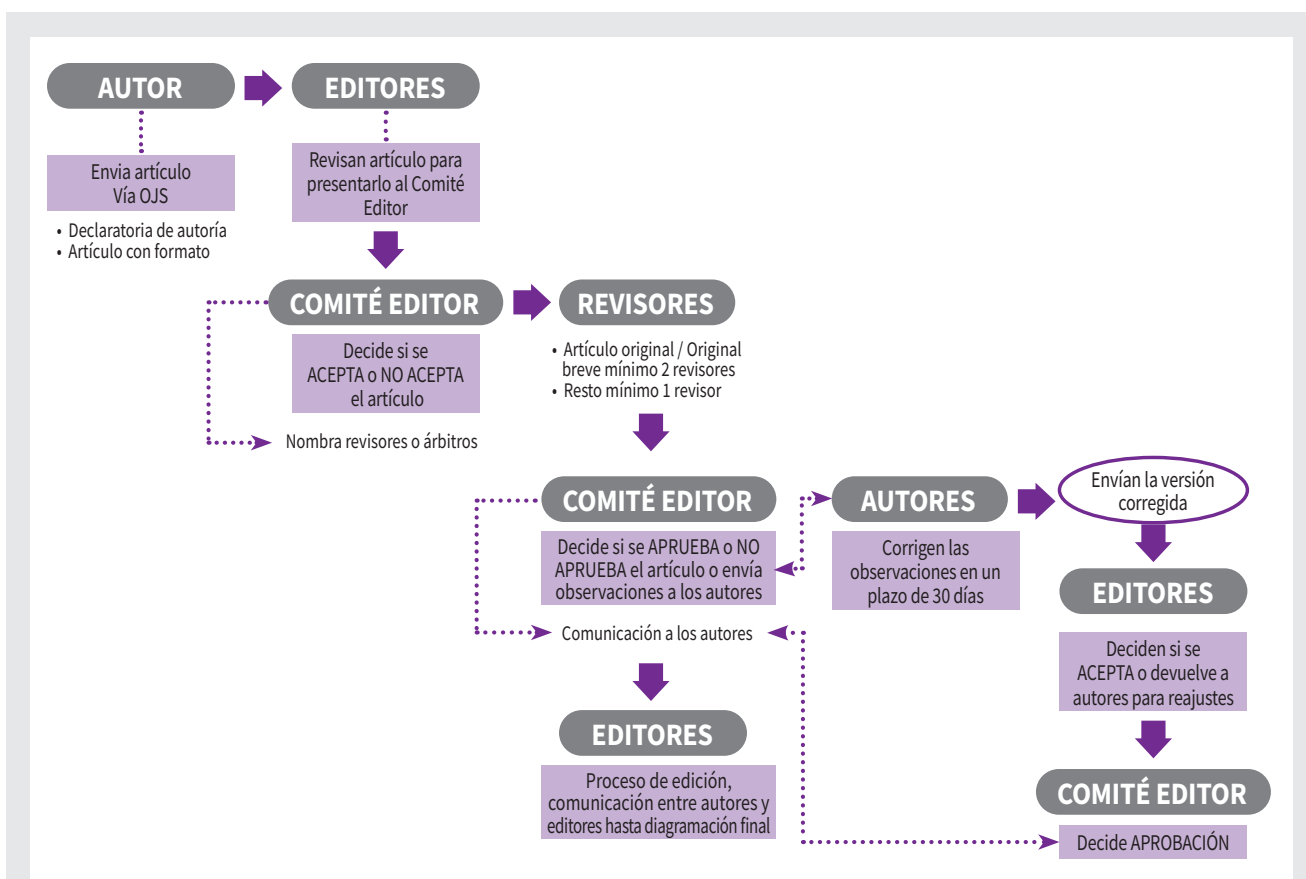 AUTOR
EDITORES
Envia artículo
Vía OJS
• Declaratoria de autoría
• Artículo con formato
Revisan artículo para
presentarlo al Comité
Editor
COMITÉ EDITOR
REVISORES
Decide si se
ACEPTA o NO ACEPTA
el artículo
Nombra revisores o árbitros
• Artículo original / Original
breve mínimo 2 revisores
• Resto mínimo 1 revisor
COMITÉ EDITOR
AUTORES
Envían la versión
corregida
Decide si se APRUEBA o NO
APRUEBA el artículo o envía
observaciones a los autores
Corrigen las
observaciones en un
plazo de 30 días
EDITORES
Comunicación a los autores
Deciden si se
ACEPTA o devuelve a
autores para reajustes
EDITORES
Proceso de edición,
comunicación entre autores y
editores hasta diagramación final
COMITÉ EDITOR
Decide APROBACIÓN